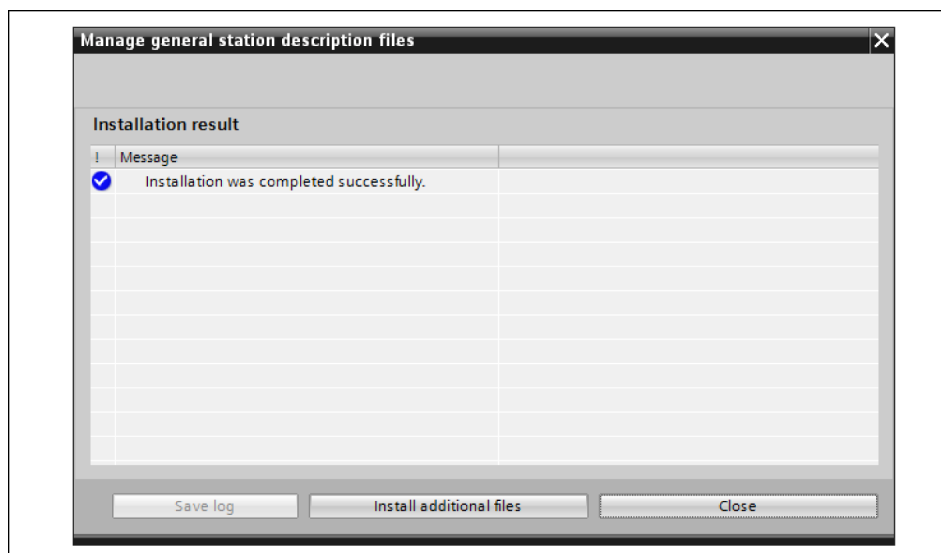 Manage general station description files
Installation result
! Message
Installation was completed successfully.
Save log
Install additional files
Close